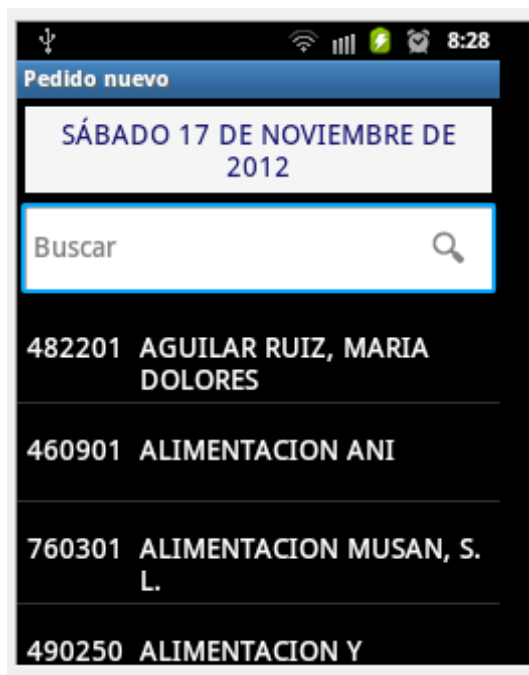 8:28
Pedido nuevo
SÁBADO 17 DE NOVIEMBRE DE
2012
Buscar
482201 AGUILAR RUIZ, MARIA
DOLORES
460901 ALIMENTACION ANI
760301 ALIMENTACION MUSAN, S.
L.
490250 ALIMENTACION Y